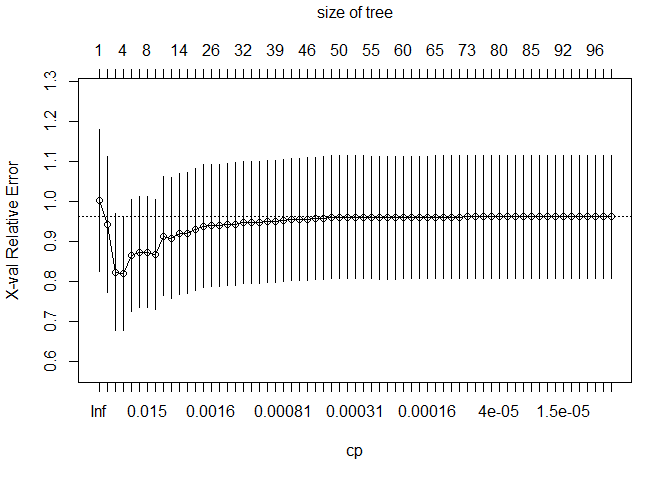 size of tree
1 4 8 14 26 32 39 46 50 55 60 65 73 80 85 92 96
X-val Relative Error
1.3
1.2
1.1
1.0
0.9
0.8
0.7
0.6
Inf 0.015 0.0016 0.00081 0.00031 0.00016 4e-05 1.5e-05
cp